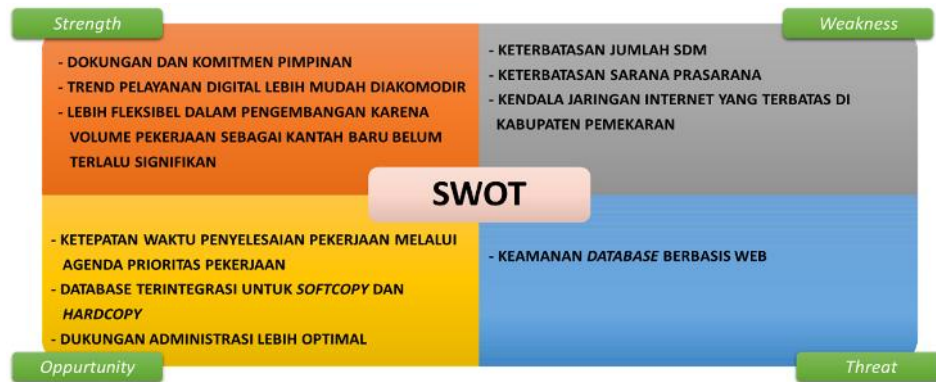 Strength
Weakness
- DOKUNGAN DAN KOMITMEN PIMPINAN
- TREND PELAYANAN DIGITAL LEBIH MUDAH DIAKOMODIR
- LEBIH FLEKSIBEL DALAM PENGEMBANGAN KARENA
VOLUME PEKERJAAN SEBAGAI KANTAH BARU BELUM
TERLALU SIGNIFIKAN
- KETERBATASAN JUMLAH SDM
- KETERBATASAN SARANA PRASARANA
- KENDALA JARINGAN INTERNET YANG TERBATAS DI
KABUPATEN PEMEKARAN
SWOT
- KETEPATAN WAKTU PENYELESAIAN PEKERJAAN MELALUI
AGENDA PRIORITAS PEKERJAAN
- DATABASE TERINTEGRASI UNTUK SOFTCOPY DAN
HARDCOPY
- DUKUNGAN ADMINISTRASI LEBIH OPTIMAL
- KEAMANAN DATABASE BERBASIS WEB
Oppurtunity
Threat